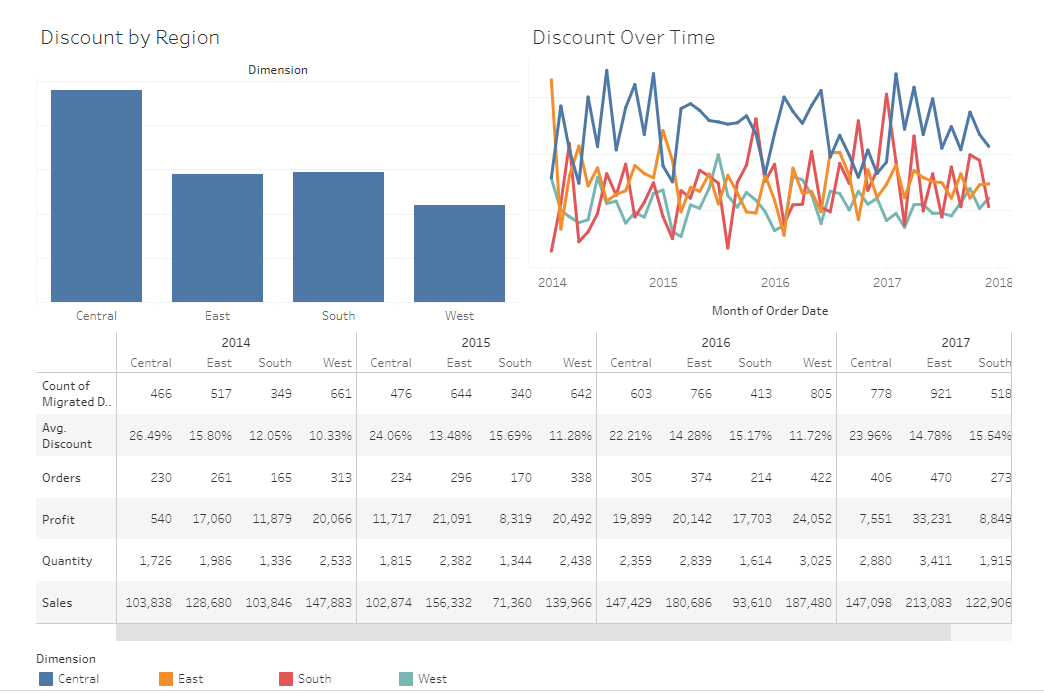 Discount by Region
Discount Over Time
Dimension
Central East South West
2014 2015 2016 2017 2018
Month of Order Date
2014 2015 2016 2017
Central East South West Central East South West Central East South West Central East South
Count of
Migrated D.. 466 517 349 661 476 644 340 642 603 766 413 805 778 921 518
Avg.
Discount 26.49% 15.80% 12.05% 10.33% 24.06% 13.48% 15.69% 11.28% 22.21% 14.28% 15.17% 11.72% 23.96% 14.78% 15.54%
Orders 230 261 165 313 234 296 170 338 305 374 214 422 406 470 273
Profit 540 17,060 11,879 20,066 11,717 21,091 8,319 20,492 19,899 20,142 17,703 24,052 7,551 33,231 8,849
Quantity 1,726 1,986 1,336 2,533 1,815 2,382 1,344 2,438 2,359 2,839 1,614 3,025 2,880 3,411 1,915
Sales 103,838 128,680 103,846 147,883 102,874 156,332 71,360 139,966 147,429 180,686 93,610 187,480 147,098 213,083 122,906
Dimension
Central East South West